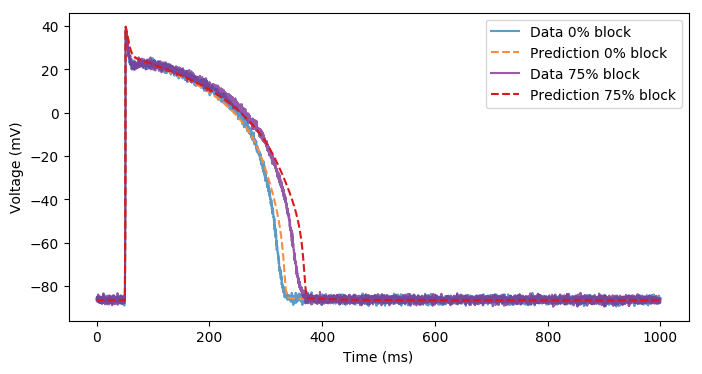 Data 0% block
Prediction 0% block
Data 75% block
Prediction 75% block
Voltage (mV)
40
20
0
−20
−40
−60
−80
0 200 400 600 800 1000
Time (ms)